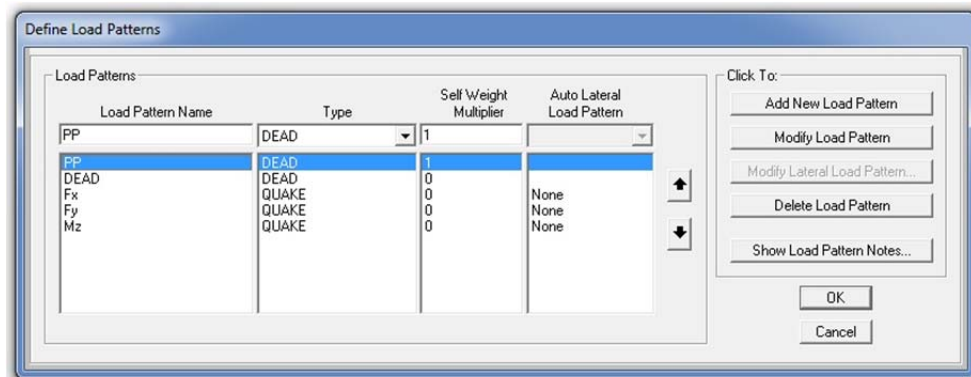 Define Load Patterns
Load Patterns
Load Pattern Name Type Self Weight Multiplier Auto Lateral Load Pattern
PP DEAD 1
PP DEAD 1
DEAD DEAD 0
Fx QUAKE 0 None
Fy QUAKE 0 None
Mz QUAKE 0 None
Click To:
Add New Load Pattern
Modify Load Pattern
Modify Lateral Load Pattern...
Delete Load Pattern
Show Load Pattern Notes...
OK
Cancel